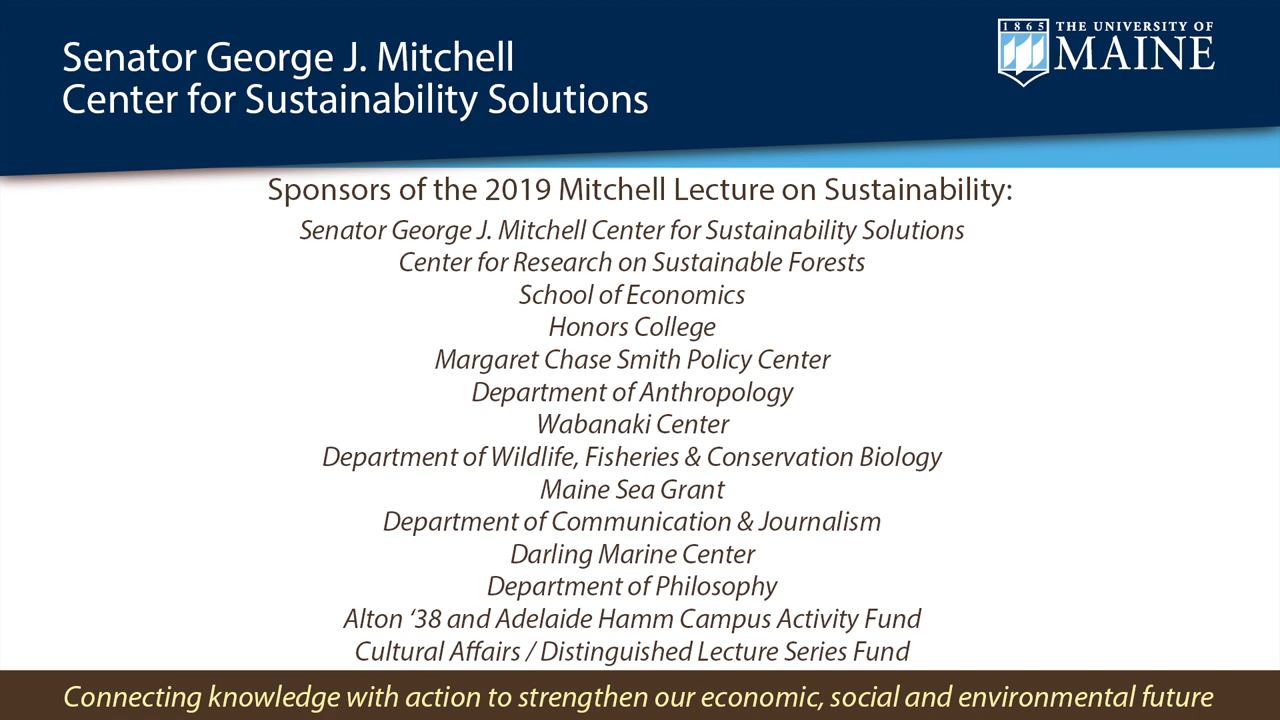 Senator George J. Mitchell
Center for Sustainability Solutions
1865
THE UNIVERSITY OF
MAINE
Sponsors of the 2019 Mitchell Lecture on Sustainability:
Senator George J. Mitchell Center for Sustainability Solutions
Center for Research on Sustainable Forests
School of Economics
Honors College
Margaret Chase Smith Policy Center
Department of Anthropology
Wabanaki Center
Department of Wildlife, Fisheries & Conservation Biology
Maine Sea Grant
Department of Communication & Journalism
Darling Marine Center
Department of Philosophy
Alton ‘38 and Adelaide Hamm Campus Activity Fund
Cultural Affairs / Distinguished Lecture Series Fund
Connecting knowledge with action to strengthen our economic, social and environmental future